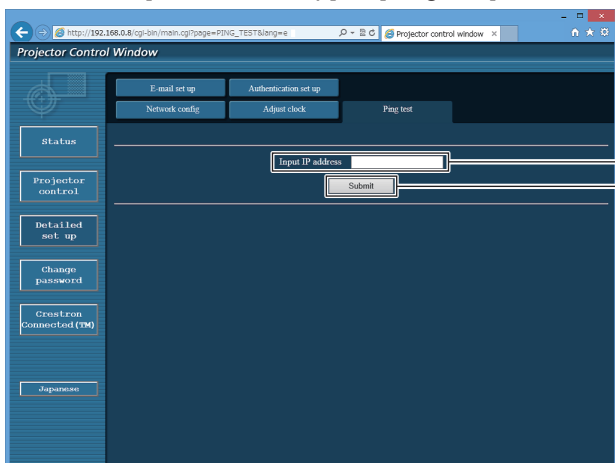 http://192.168.0.8/cgi-bin/main.cgi?page=PING_TEST&lang=e
Projector control window
Projector Control Window
E-mail set up
Authentication set up
Network config
Adjust clock
Ping test
Status
Input IP address
Submit
Projector
control
Detailed
set up
Change
password
Crestron
Connected(TM)
Japanese